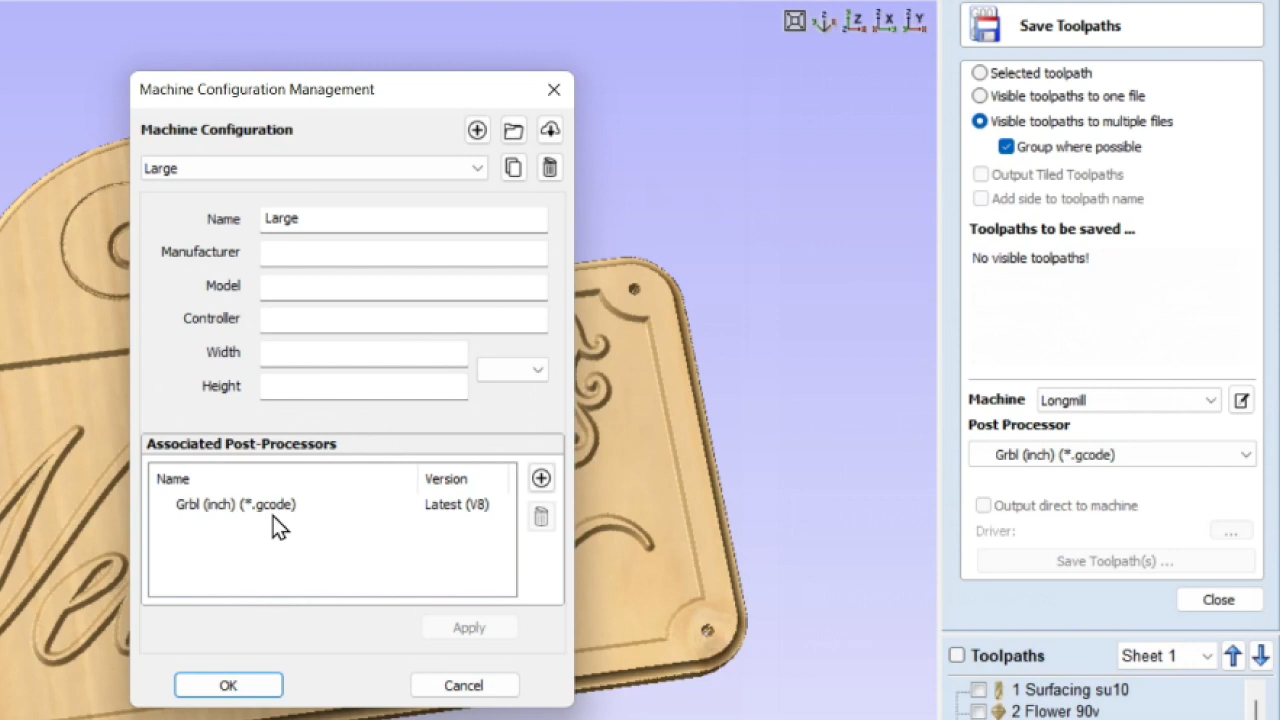 Save Toolpaths
Selected toolpath
Visible toolpaths to one file
Visible toolpaths to multiple files
Group where possible
Output Tiled Toolpaths
Add side to toolpath name
Toolpaths to be saved ...
No visible toolpaths!
Machine Longmill
Post Processor
Grbl (inch) (*.gcode)
Output direct to machine
Driver: ...
Save Toolpath(s) ...
Close
Toolpaths Sheet 1
1 Surfacing su10
2 Flower 90v
Machine Configuration Management
Machine Configuration
Large
Name Large
Manufacturer
Model
Controller
Width
Height
Associated Post-Processors
Name Version
Grbl (inch) (*.gcode) Latest (V8)
Apply
OK Cancel
Z X Y